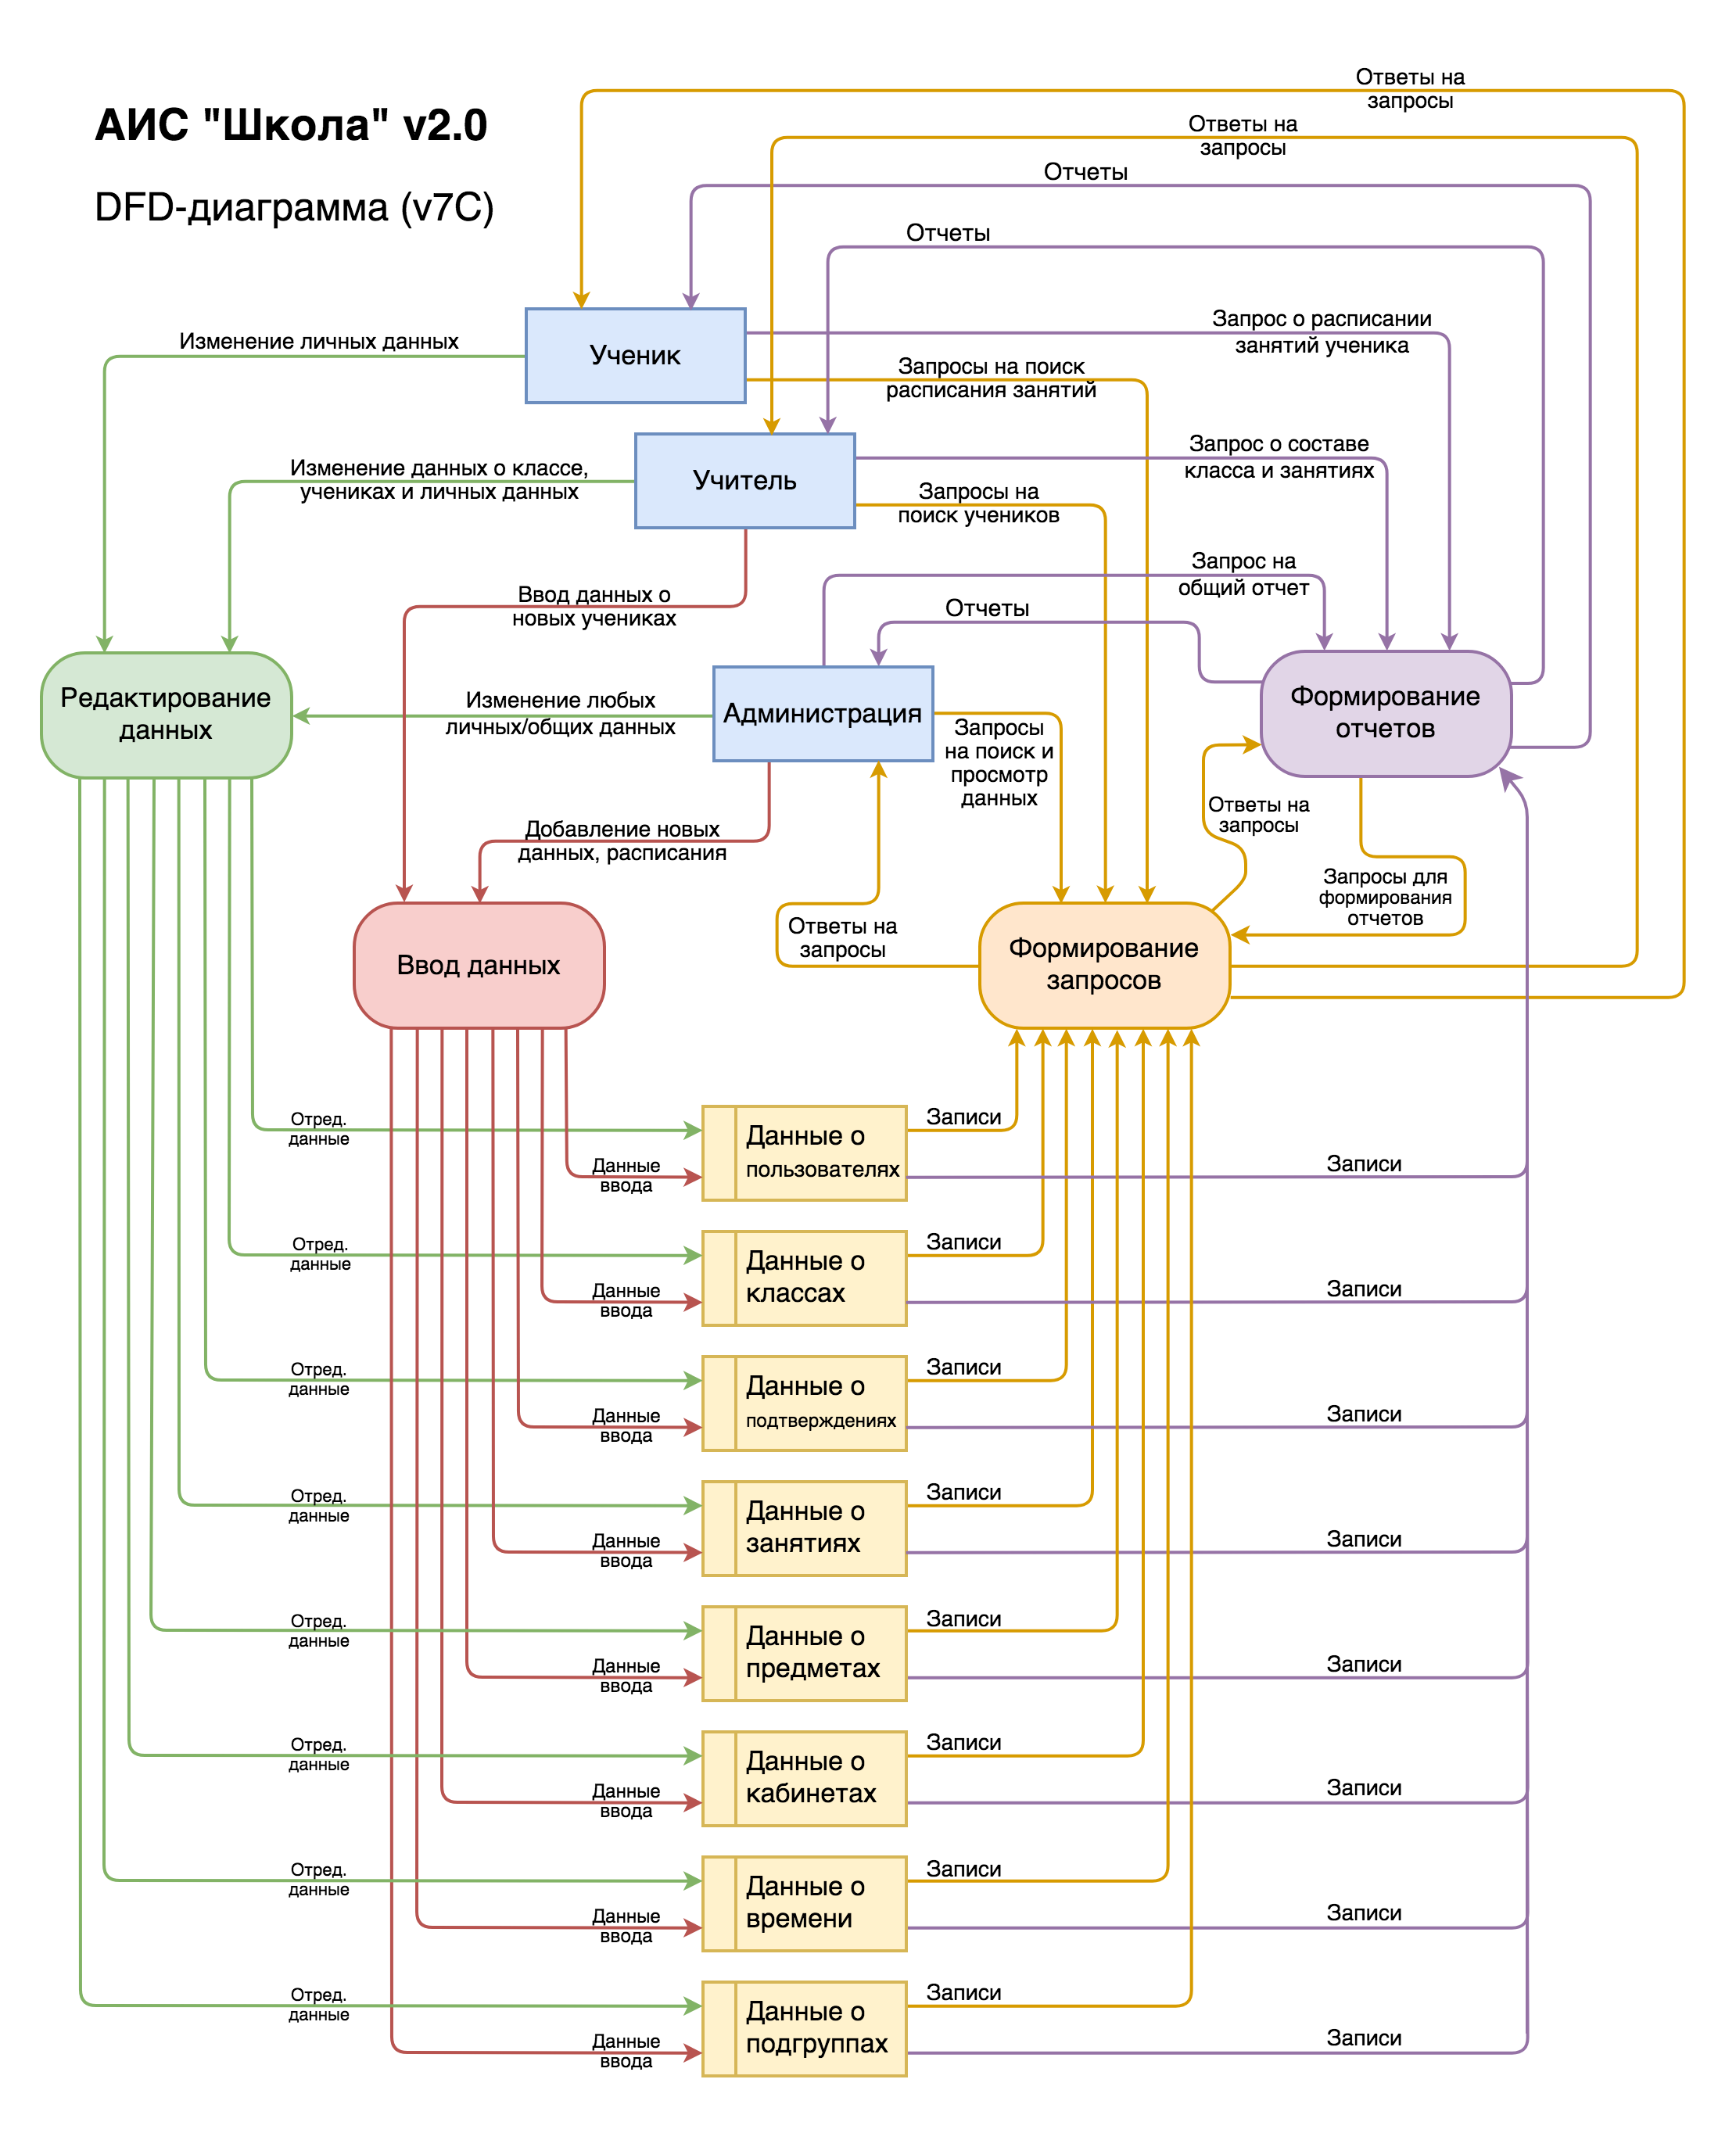 Ответы на
запросы
АИС "Школа" v2.0
Ответы на
запросы
Отчеты
DFD-диаграмма (v7C)
Отчеты
Запрос о расписании
занятий ученика
Изменение личных данных
Ученик
Запросы на поиск
расписания занятий
Запрос о составе
класса и занятиях
Изменение данных о классе,
учениках и личных данных
Учитель
Запросы на
поиск учеников
Запрос на
общий отчет
Ввод данных о
новых учениках
Отчеты
Редактирование
данных
Изменение любых
личных/общих данных
Администрация
Запросы
на поиск и
просмотр
данных
Формирование
отчетов
Ответы на
запросы
Добавление новых
данных, расписания
Запросы для
формирования
отчетов
Ответы на
запросы
Ввод данных
Формирование
запросов
Отред.
данные
Данные
ввода
Данные о
пользователях
Записи
Записи
Отред.
данные
Данные
ввода
Данные о
классах
Записи
Записи
Отред.
данные
Данные
ввода
Данные о
подтверждениях
Записи
Записи
Отред.
данные
Данные
ввода
Данные о
занятиях
Записи
Записи
Отред.
данные
Данные
ввода
Данные о
предметах
Записи
Записи
Отред.
данные
Данные
ввода
Данные о
кабинетах
Записи
Записи
Отред.
данные
Данные
ввода
Данные о
времени
Записи
Записи
Отред.
данные
Данные
ввода
Данные о
подгруппах
Записи
Записи